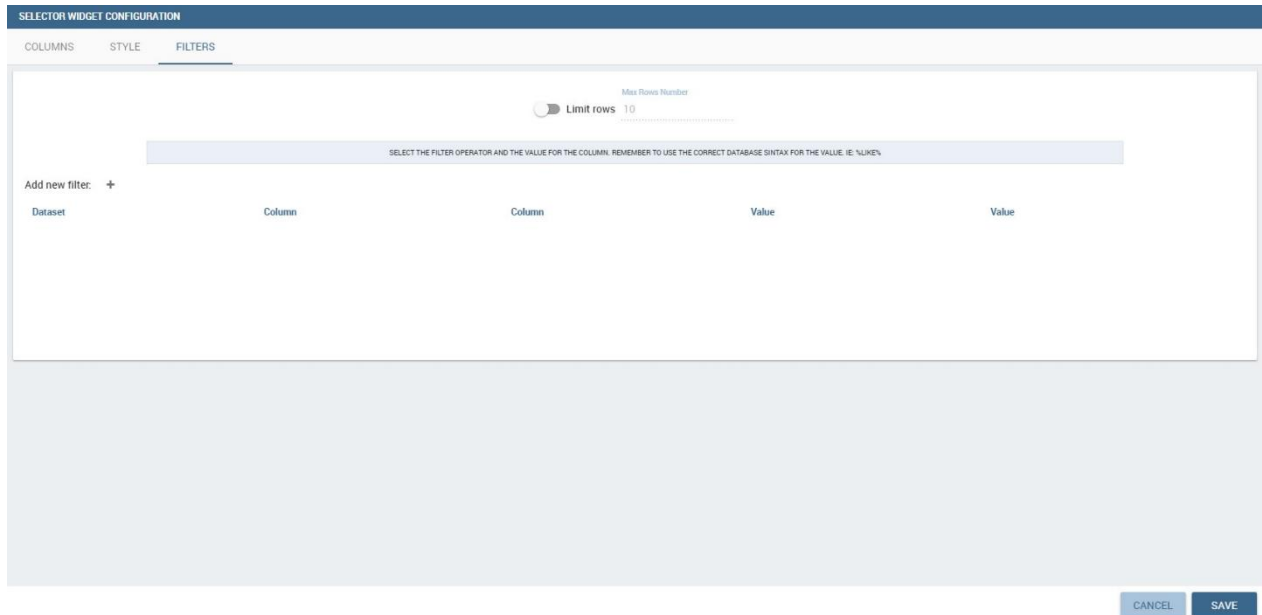 SELECTOR WIDGET CONFIGURATION
COLUMNS STYLE FILTERS
Max Rows Number
Limit rows 10
SELECT THE FILTER OPERATOR AND THE VALUE FOR THE COLUMN. REMEMBER TO USE THE CORRECT DATABASE SINTAX FOR THE VALUE. IE: %LIKE%
Add new filter: +
Dataset Column Column Value Value
CANCEL SAVE